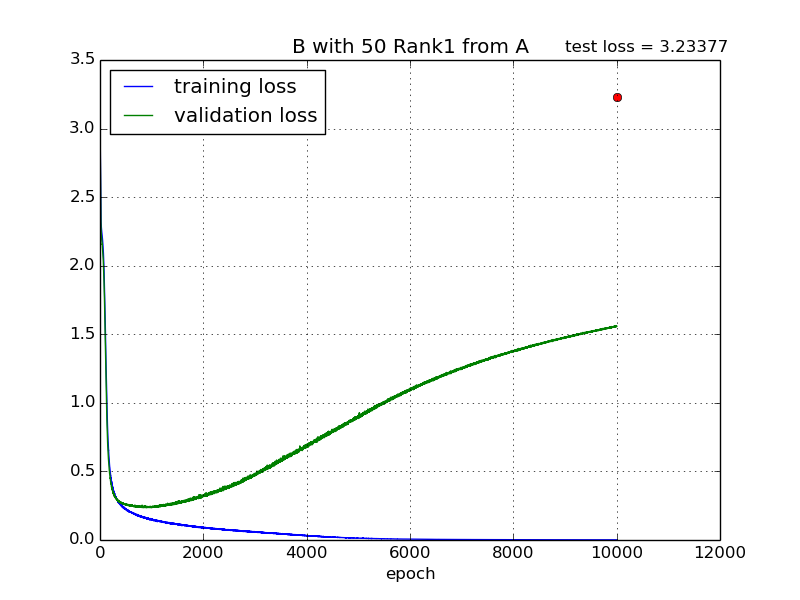 B with 50 Rank1 from A
test loss = 3.23377
training loss
validation loss
3.5
3.0
2.5
2.0
1.5
1.0
0.5
0.0
0 2000 4000 6000 8000 10000 12000
epoch